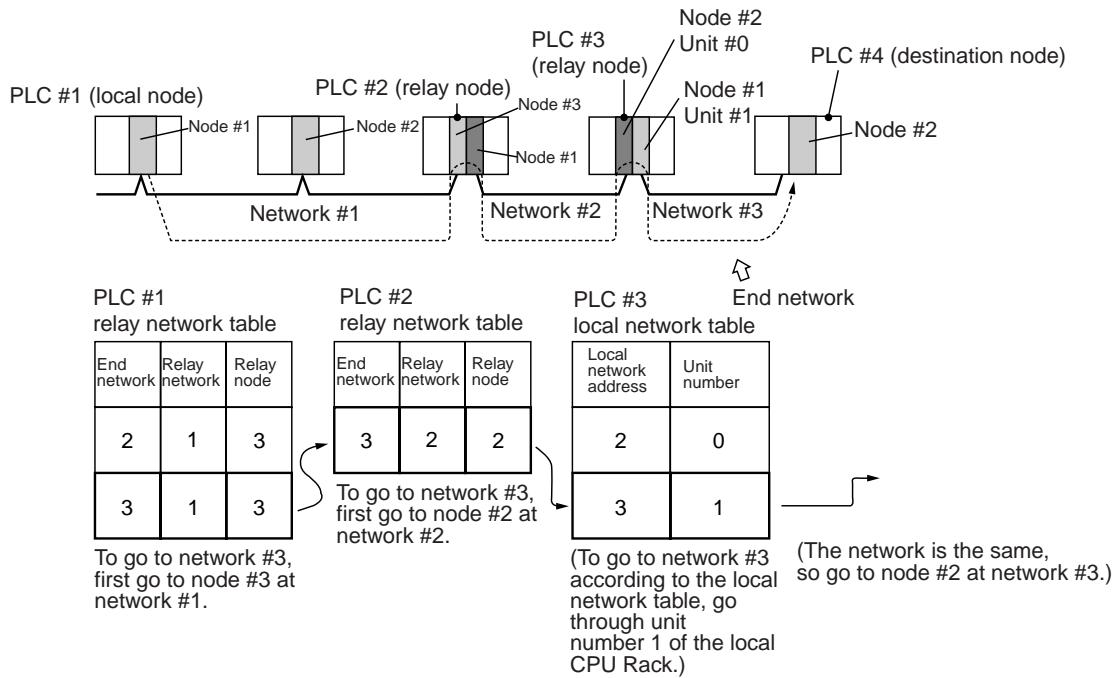 Node #2
Unit #0
PLC #3
(relay node)
PLC #4 (destination node)
PLC #1 (local node)
PLC #2 (relay node)
Node #3
Node #1
Unit #1
Node #1
Node #2
Node #1
Node #2
Network #1
Network #2
Network #3
End network
PLC #1
relay network table
End network
Relay network
Relay node
2 1 3
3 1 3
To go to network #3,
first go to node #3 at
network #1.
PLC #2
relay network table
End network
Relay network
Relay node
3 2 2
To go to network #3,
first go to node #2 at
network #2.
PLC #3
local network table
Local network address
Unit number
2 0
3 1
(To go to network #3
according to the local
network table, go
through unit
number 1 of the local
CPU Rack.)
(The network is the same,
so go to node #2 at network #3.)